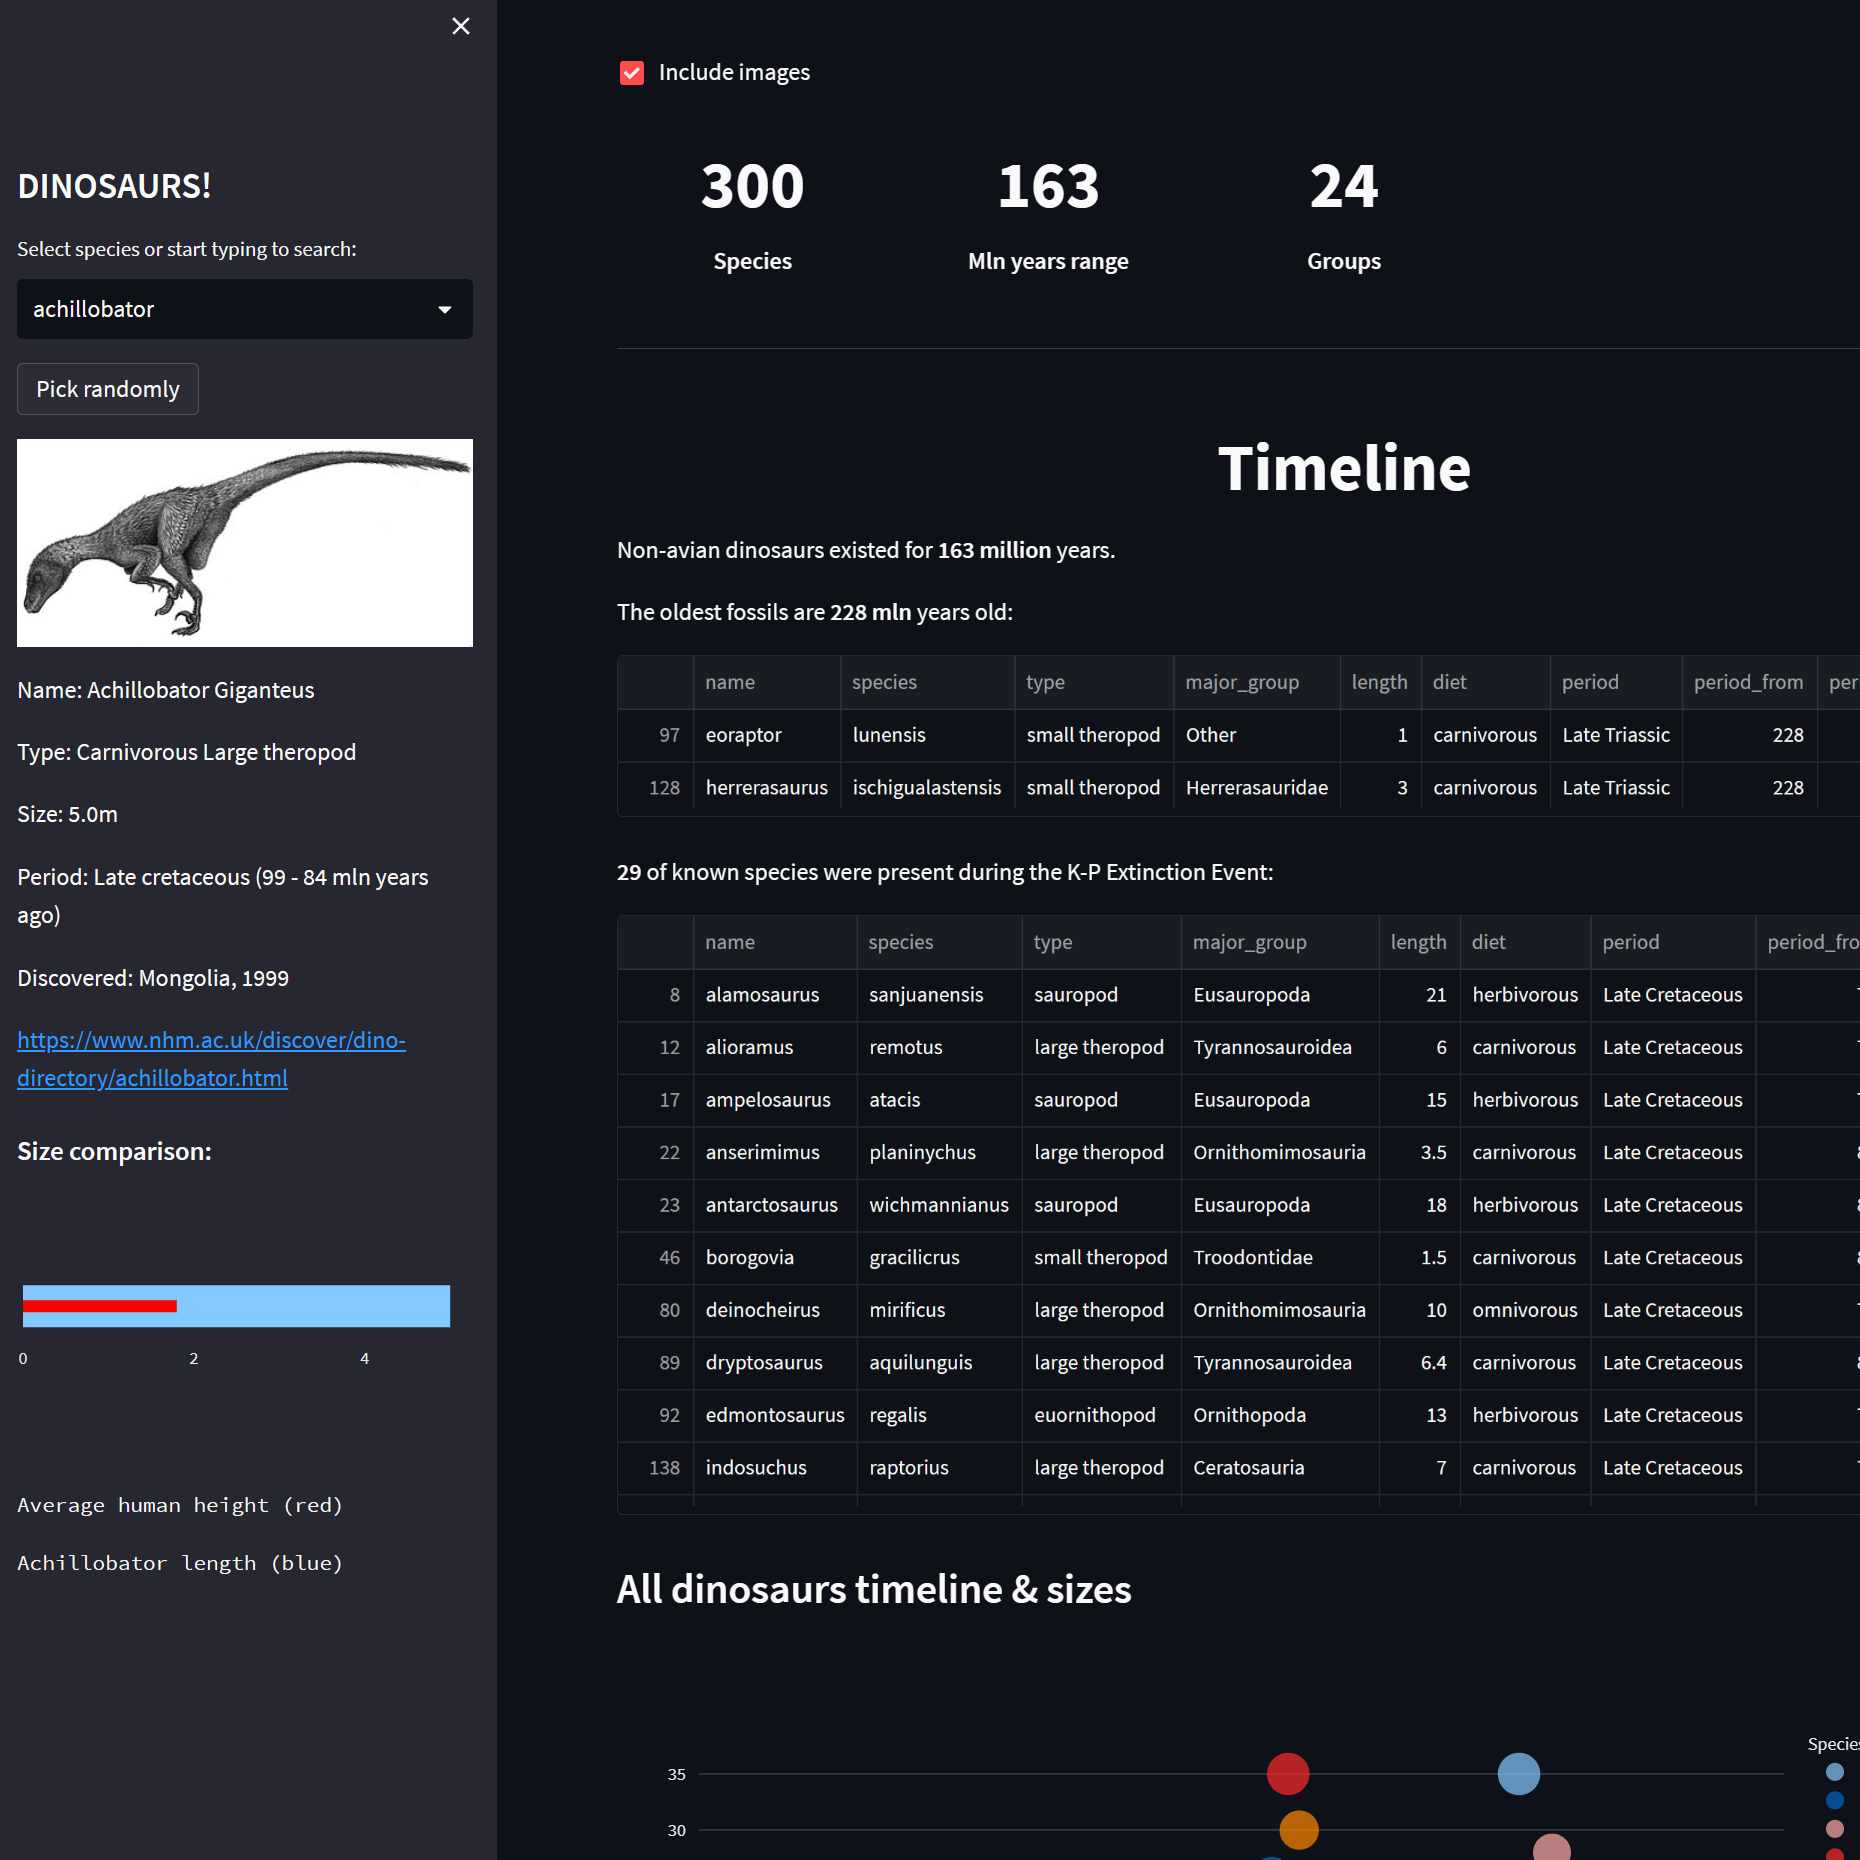 DINOSAURS!
Select species or start typing to search:
achillobator
Pick randomly
Name: Achillobator Giganteus
Type: Carnivorous Large theropod
Size: 5.0m
Period: Late cretaceous (99 - 84 mln years
ago)
Discovered: Mongolia, 1999
https://www.nhm.ac.uk/discover/dino-
directory/achillobator.html
Size comparison:
0 2 4
Average human height (red)
Achillobator length (blue)
Include images
300 163 24
Species Mln years range Groups
Timeline
Non-avian dinosaurs existed for 163 million years.
The oldest fossils are 228 mln years old:
name species type major_group length diet period period_from per
97 eoraptor lunensis small theropod Other 1 carnivorous Late Triassic 228
128 herrerasaurus ischigualastensis small theropod Herrerasauridae 3 carnivorous Late Triassic 228
29 of known species were present during the K-P Extinction Event:
name species type major_group length diet period period_fro
8 alamosaurus sanjuanensis sauropod Eusauropoda 21 herbivorous Late Cretaceous
12 alioramus remotus large theropod Tyrannosauroidea 6 carnivorous Late Cretaceous
17 ampelosaurus atacis sauropod Eusauropoda 15 herbivorous Late Cretaceous
22 anserimimus planinychus large theropod Ornithomimosauria 3.5 carnivorous Late Cretaceous
23 antarctosaurus wichmannianus sauropod Eusauropoda 18 herbivorous Late Cretaceous
46 borogovia gracilicrus small theropod Troodontidae 1.5 carnivorous Late Cretaceous
80 deinocheirus mirificus large theropod Ornithomimosauria 10 omnivorous Late Cretaceous
89 dryptosaurus aquilunguis large theropod Tyrannosauroidea 6.4 carnivorous Late Cretaceous
92 edmontosaurus regalis euornithopod Ornithopoda 13 herbivorous Late Cretaceous
138 indosuchus raptorius large theropod Ceratosauria 7 carnivorous Late Cretaceous
All dinosaurs timeline & sizes
Species
35
30